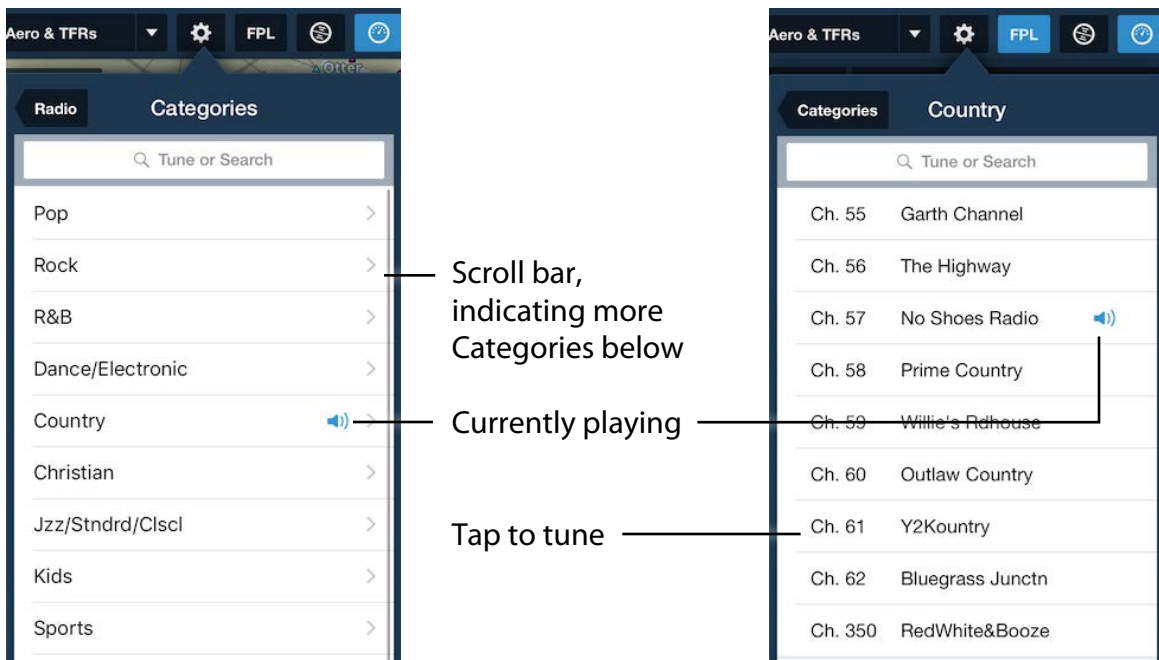 Aero & TFRs
FPL
Otter
Radio
Categories
Tune or Search
Pop
Rock
R&B
Dance/Electronic
Country
Christian
Jzz/Stndrd/Clscl
Kids
Sports
Scroll bar,
indicating more
Categories below
Currently playing
Tap to tune
Aero & TFRs
FPL
Categories
Country
Tune or Search
Ch. 55 Garth Channel
Ch. 56 The Highway
Ch. 57 No Shoes Radio
Ch. 58 Prime Country
Ch. 59 Willie's Rdhouse
Ch. 60 Outlaw Country
Ch. 61 Y2Kountry
Ch. 62 Bluegrass Junctn
Ch. 350 RedWhite&Booze